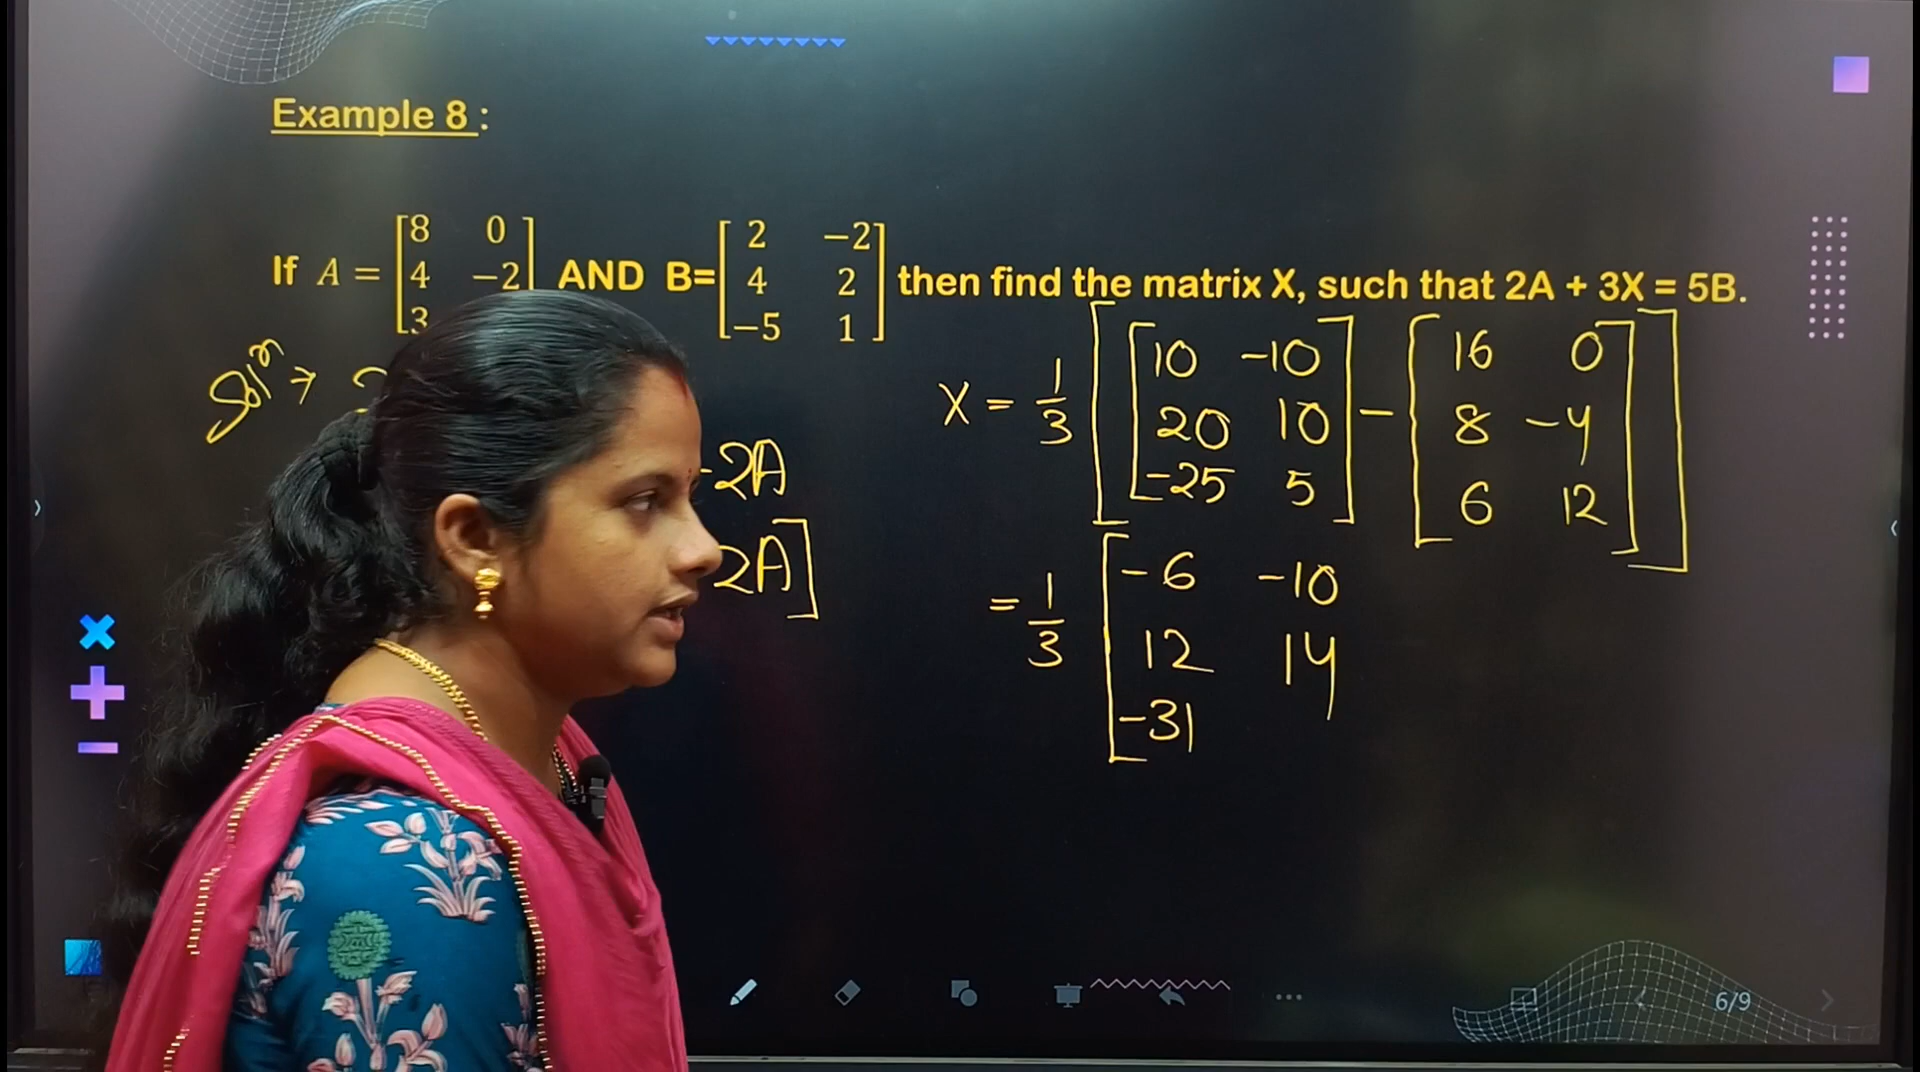 Example 8 :
If A = [8 0
4 −2
3 AND B= [2 −2
4 2
−5 1] then find the matrix X, such that 2A + 3X = 5B.
Solⁿ →
-2A
2A]
X = 1/3 [[10 -10
20 10
-25 5] - [16 0
8 -4
6 12]]
= 1/3 [-6 -10
12 14
-31
6/9